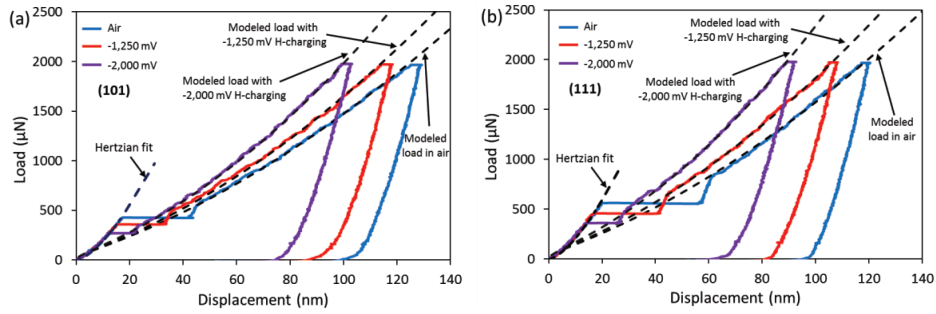 (a)
Air
-1,250 mV
-2,000 mV
Modeled load with
-1,250 mV H-charging
Modeled load with
-2,000 mV H-charging
(101)
Hertzian fit
Modeled
load in air
Load (µN)
2500
2000
1500
1000
500
0
0 20 40 60 80 100 120 140
Displacement (nm)
(b)
Air
-1,250 mV
-2,000 mV
Modeled load with
-1,250 mV H-charging
Modeled load with
-2,000 mV H-charging
(111)
Hertzian fit
Modeled
load in air
Load (µN)
2500
2000
1500
1000
500
0
0 20 40 60 80 100 120 140
Displacement (nm)